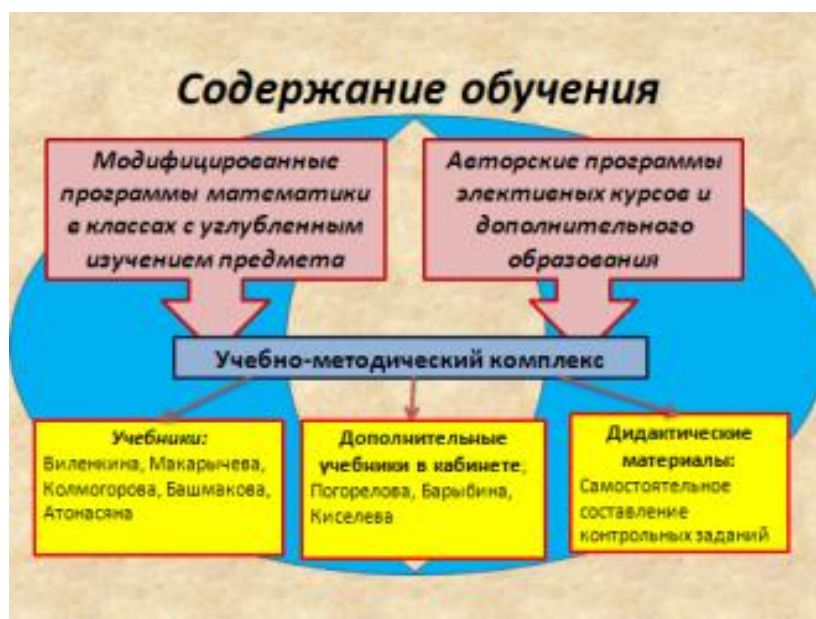 Содержание обучения
Модифицированные
программы математики
в классах с углубленным
изучением предмета
Авторские программы
элективных курсов и
дополнительного
образования
Учебно-методический комплекс
Учебники:
Виленкина, Макарычева,
Колмогорова, Башмакова,
Атонасяна
Дополнительные
учебники в кабинете,
Погорелова, Барыбина,
Киселева
Дидактические
материалы:
Самостоятельное
составление
контрольных заданий